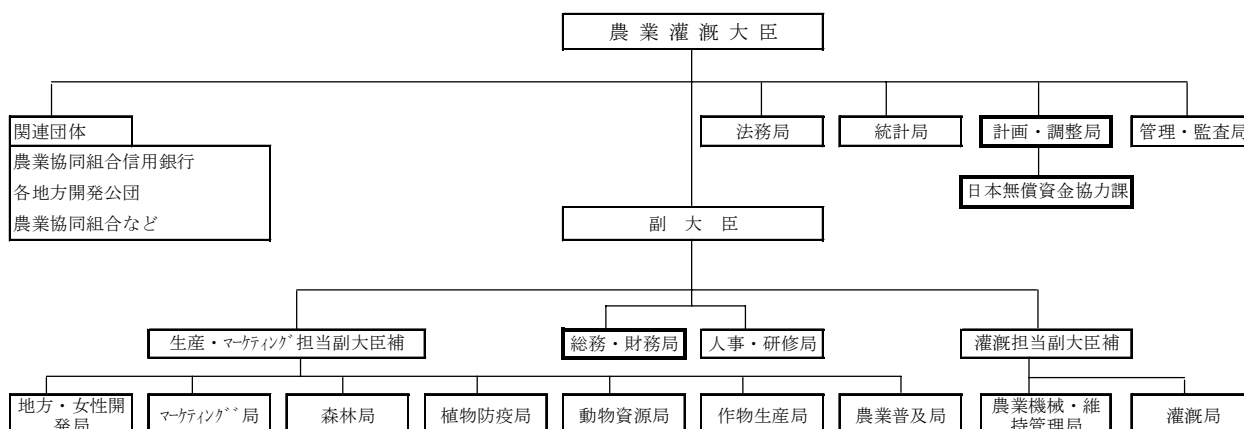 農業灌漑大臣
関連団体
法務局
統計局
計画・調整局
管理・監査局
農業協同組合信用銀行
各地方開発公団
農業協同組合など
日本無償資金協力課
副大臣
生産・ﾏｰｹﾃｨﾝｸﾞ担当副大臣補
総務・財務局
人事・研修局
灌漑担当副大臣補
地方・女性開
発局
ﾏｰｹﾃｨﾝｸﾞﾞ局
森林局
植物防疫局
動物資源局
作物生産局
農業普及局
農業機械・維
持管理局
灌漑局